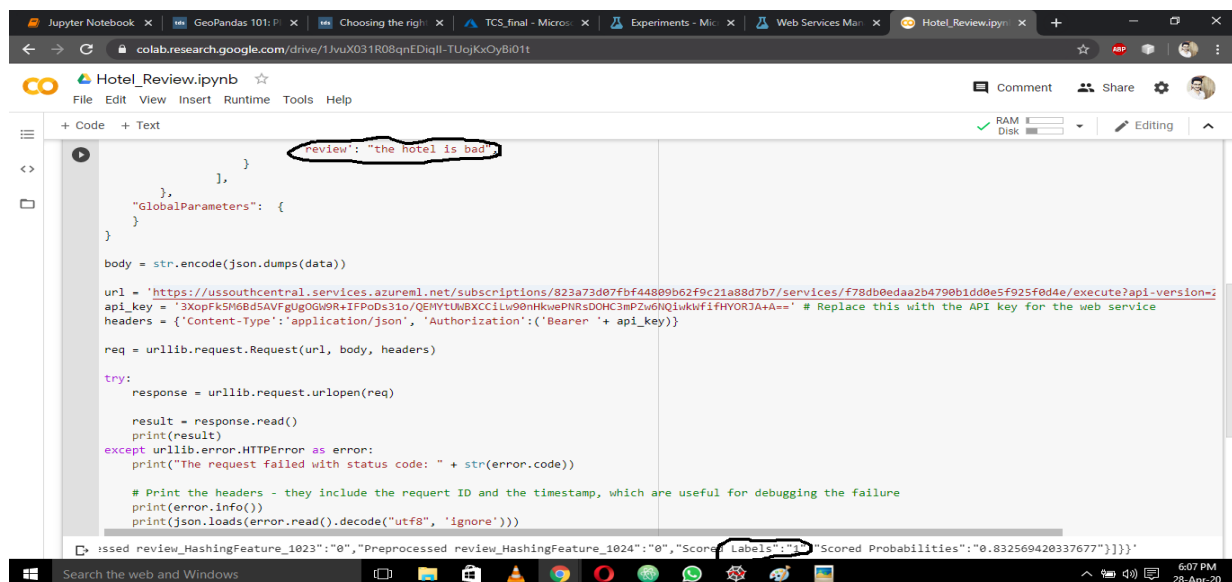 Jupyter Notebook
GeoPandas 101: Pl
Choosing the right
TCS_final - Micros
Experiments - Mic
Web Services Man
Hotel_Review.ipyn
colab.research.google.com/drive/1JvuX031R08qnEDiqII-TUojKxOyBi01t
ABP
CO
Hotel_Review.ipynb
Comment
Share
File Edit View Insert Runtime Tools Help
+ Code + Text
RAM
Disk
Editing
review': "the hotel is bad",
}
],
},
"GlobalParameters": {
}
}
body = str.encode(json.dumps(data))
url = 'https://ussouthcentral.services.azureml.net/subscriptions/823a73d07fbf44809b62f9c21a88d7b7/services/f78db0edaa2b4790b1dd0e5f925f0d4e/execute?api-version=2
api_key = '3XopFk5M6Bd5AVFgUgOGW9R+IFPoDs31o/QEMYtUWBXCCiLw90nHkwePNRsDOHC3mPZw6NQiwkWfifHYORJA+A==' # Replace this with the API key for the web service
headers = {'Content-Type':'application/json', 'Authorization':('Bearer '+ api_key)}
req = urllib.request.Request(url, body, headers)
try:
response = urllib.request.urlopen(req)
result = response.read()
print(result)
except urllib.error.HTTPError as error:
print("The request failed with status code: " + str(error.code))
# Print the headers - they include the requert ID and the timestamp, which are useful for debugging the failure
print(error.info())
print(json.loads(error.read().decode("utf8", 'ignore')))
essed review_HashingFeature_1023":"0","Preprocessed review_HashingFeature_1024":"0","Scored Labels":"1","Scored Probabilities":"0.832569420337677"}]}}'
Search the web and Windows
6:07 PM
28-Apr-20